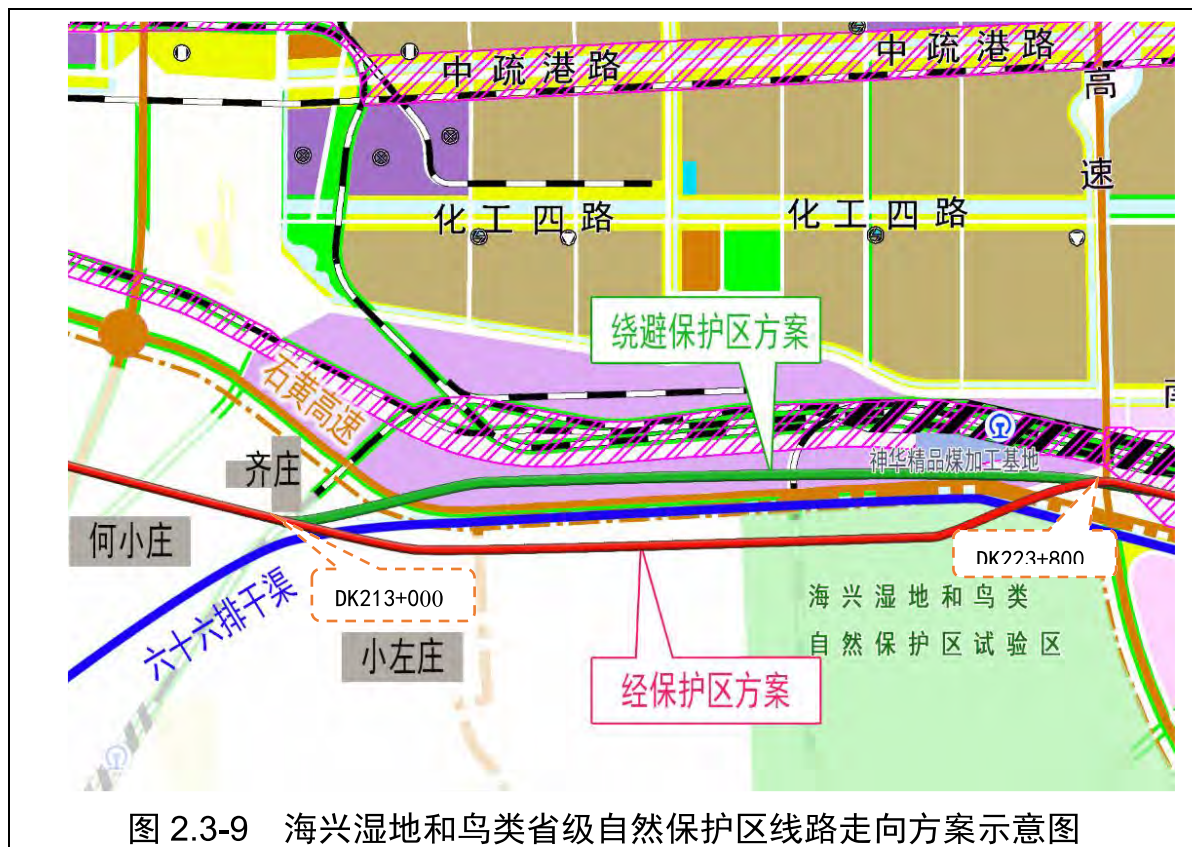 中疏港路
中疏港路
高速
化工四路
化工四路
绕避保护区方案
石黄高速
神华精品煤加工基地
齐庄
何小庄
DK223+800
DK213+000
海兴湿地和鸟类
自然保护区试验区
六十六排干渠
小左庄
经保护区方案
图 2.3-9 海兴湿地和鸟类省级自然保护区线路走向方案示意图